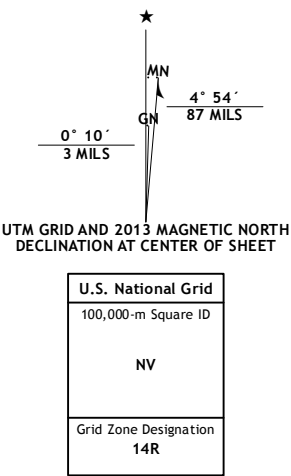 ★
MN
4° 54´
87 MILS
GN
0° 10´
3 MILS
UTM GRID AND 2013 MAGNETIC NORTH
DECLINATION AT CENTER OF SHEET
U.S. National Grid
100,000-m Square ID
NV
Grid Zone Designation
14R